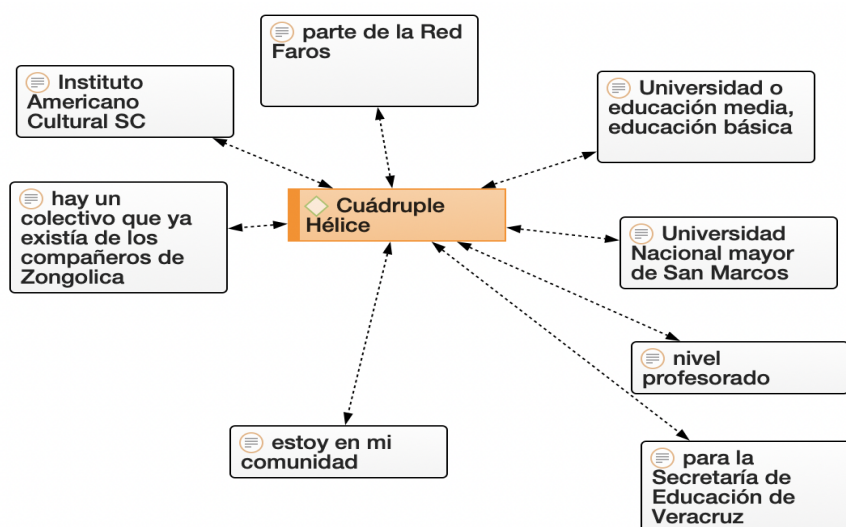 parte de la Red
Faros
Instituto
Americano
Cultural SC
Universidad o
educación media,
educación básica
hay un
colectivo que ya
existía de los
compañeros de
Zongolica
Cuádruple
Hélice
Universidad
Nacional mayor
de San Marcos
nivel
profesorado
estoy en mi
comunidad
para la
Secretaría de
Educación de
Veracruz